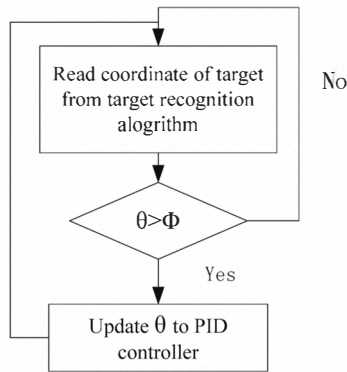 Read coordinate of target
from target recognition
alogrithm
No
θ>Φ
Yes
Update θ to PID
controller